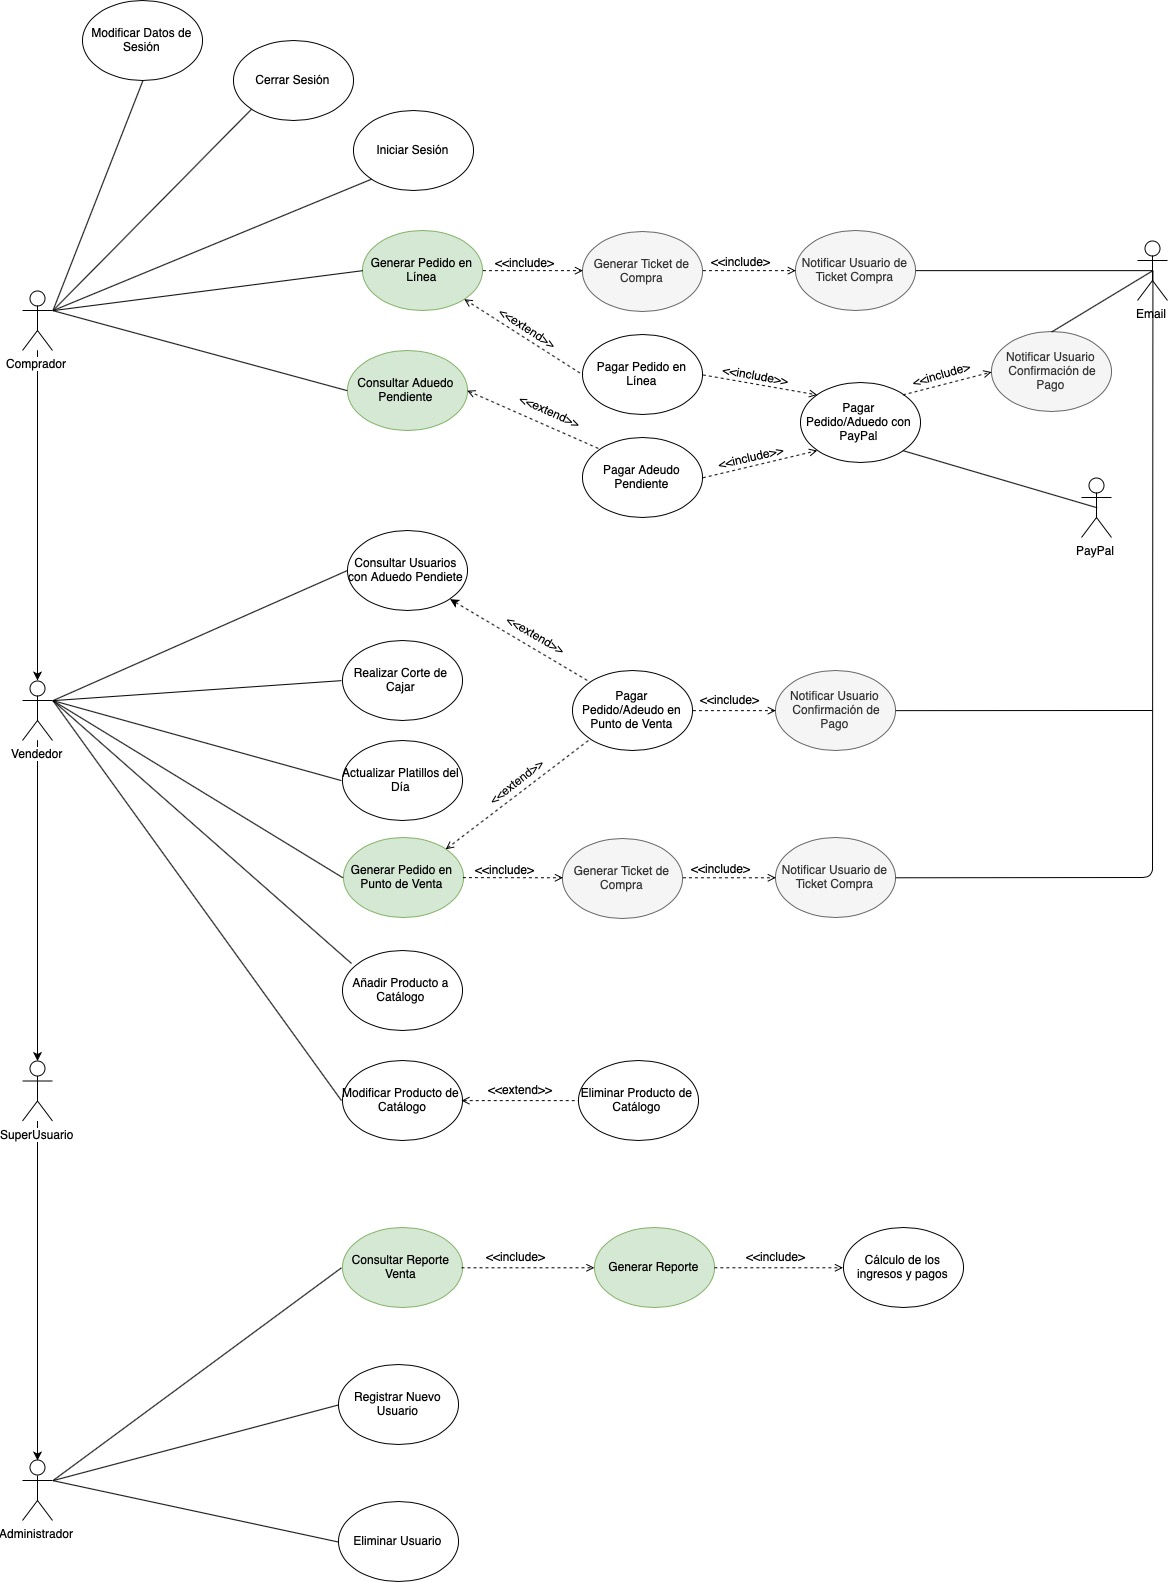 Modificar Datos de
Sesión
Cerrar Sesión
Iniciar Sesión
Generar Pedido en
Línea
<<include>
Generar Ticket de
Compra
<<include>
Notificar Usuario de
Ticket Compra
Email
Comprador
<<extend>>
Consultar Aduedo
Pendiente
Pagar Pedido en
Línea
<<include>>
<<extend>>
Pagar
Pedido/Aduedo con
PayPal
<<include>
Notificar Usuario
Confirmación de
Pago
Pagar Adeudo
Pendiente
<<include>>
PayPal
Consultar Usuarios
con Aduedo Pendiete
<<extend>>
Realizar Corte de
Cajar
Pagar
Pedido/Adeudo en
Punto de Venta
<<include>
Notificar Usuario
Confirmación de
Pago
Vendedor
Actualizar Platillos del
Día
<<extend>>
Generar Pedido en
Punto de Venta
<<include>
Generar Ticket de
Compra
<<include>
Notificar Usuario de
Ticket Compra
Añadir Producto a
Catálogo
Modificar Producto de
Catálogo
<<extend>>
Eliminar Producto de
Catálogo
SuperUsuario
Consultar Reporte
Venta
<<include>
Generar Reporte
<<include>
Cálculo de los
ingresos y pagos
Registrar Nuevo
Usuario
Administrador
Eliminar Usuario